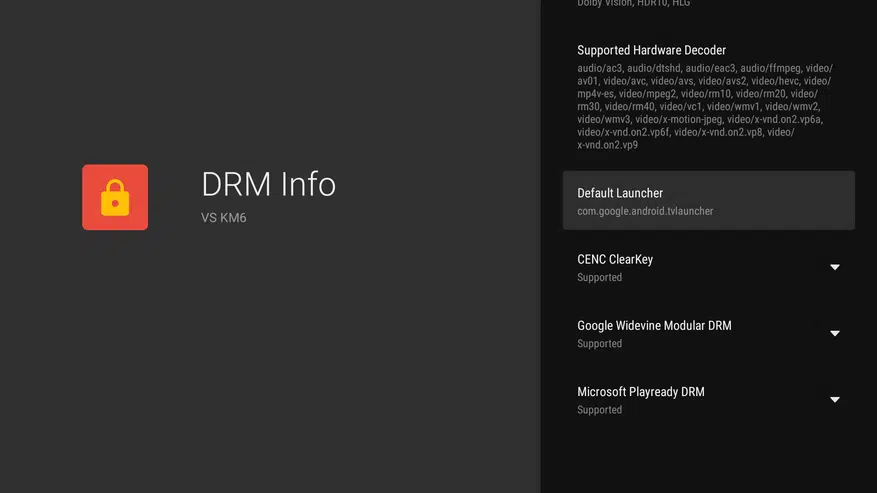 DRM Info
VS KM6
Dolby Vision, HDR10, HLG
Supported Hardware Decoder
audio/ac3, audio/dtshd, audio/eac3, audio/ffmpeg, video/
av01, video/avc, video/avs, video/avs2, video/hevc, video/
mp4v-es, video/mpeg2, video/rm10, video/rm20, video/
rm30, video/rm40, video/vc1, video/wmv1, video/wmv2,
video/wmv3, video/x-motion-jpeg, video/x-vnd.on2.vp6a,
video/x-vnd.on2.vp6f, video/x-vnd.on2.vp8, video/
x-vnd.on2.vp9
Default Launcher
com.google.android.tvlauncher
CENC ClearKey
Supported
Google Widevine Modular DRM
Supported
Microsoft Playready DRM
Supported